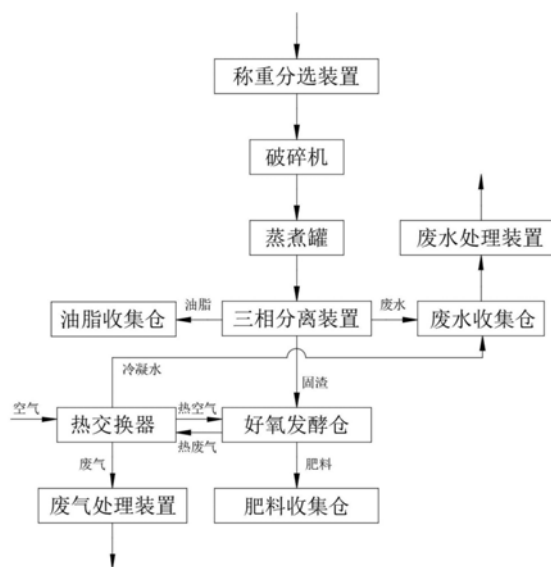 称重分选装置
破碎机
蒸煮罐
废水处理装置
油脂收集仓
油脂
三相分离装置
废水
废水收集仓
冷凝水
固渣
空气
热交换器
热空气
热废气
好氧发酵仓
废气
肥料
废气处理装置
肥料收集仓